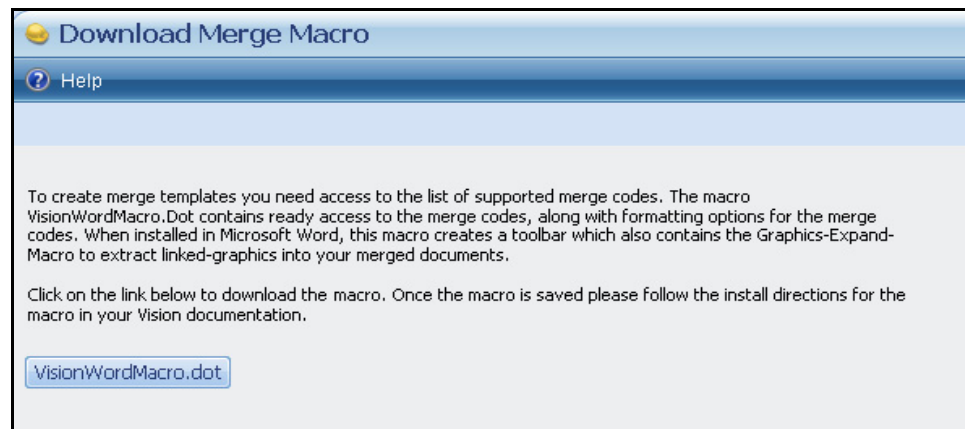 Download Merge Macro
Help
To create merge templates you need access to the list of supported merge codes. The macro
VisionWordMacro.Dot contains ready access to the merge codes, along with formatting options for the merge
codes. When installed in Microsoft Word, this macro creates a toolbar which also contains the Graphics-Expand-
Macro to extract linked-graphics into your merged documents.
Click on the link below to download the macro. Once the macro is saved please follow the install directions for the
macro in your Vision documentation.
VisionWordMacro.dot